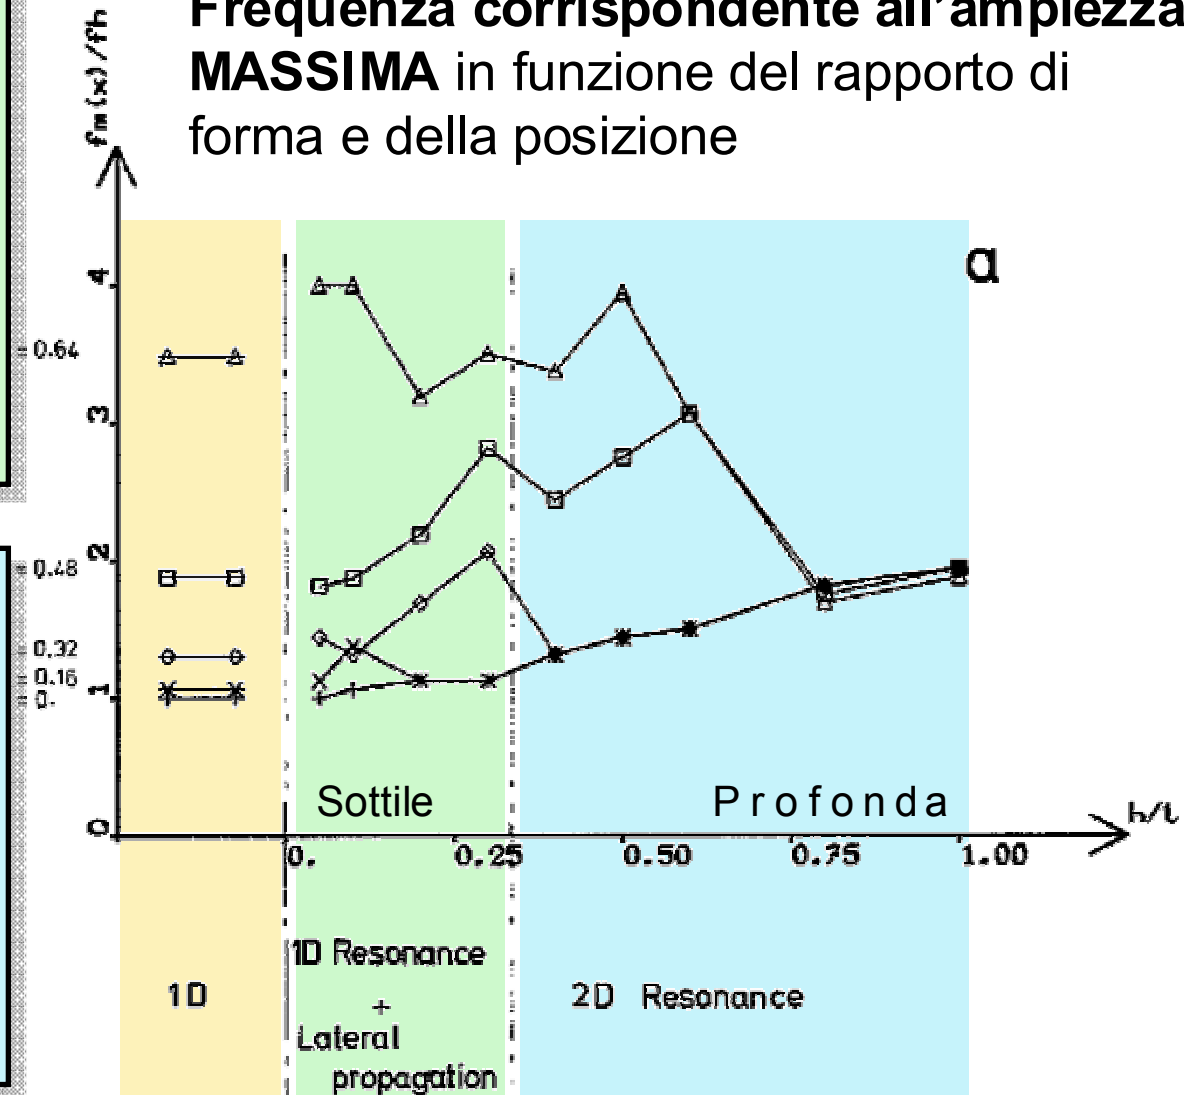 Frequenza corrispondente all'ampiezza
MASSIMA in funzione del rapporto di
forma e della posizione
fm(x)/fh
a
4
0.64
3
2
0.48
0.32
0.16
1
0.
Sottile
Profonda
0
h/l
0.
0.25
0.50
0.75
1.00
1D Resonance
1D
+
2D Resonance
Lateral
propagation